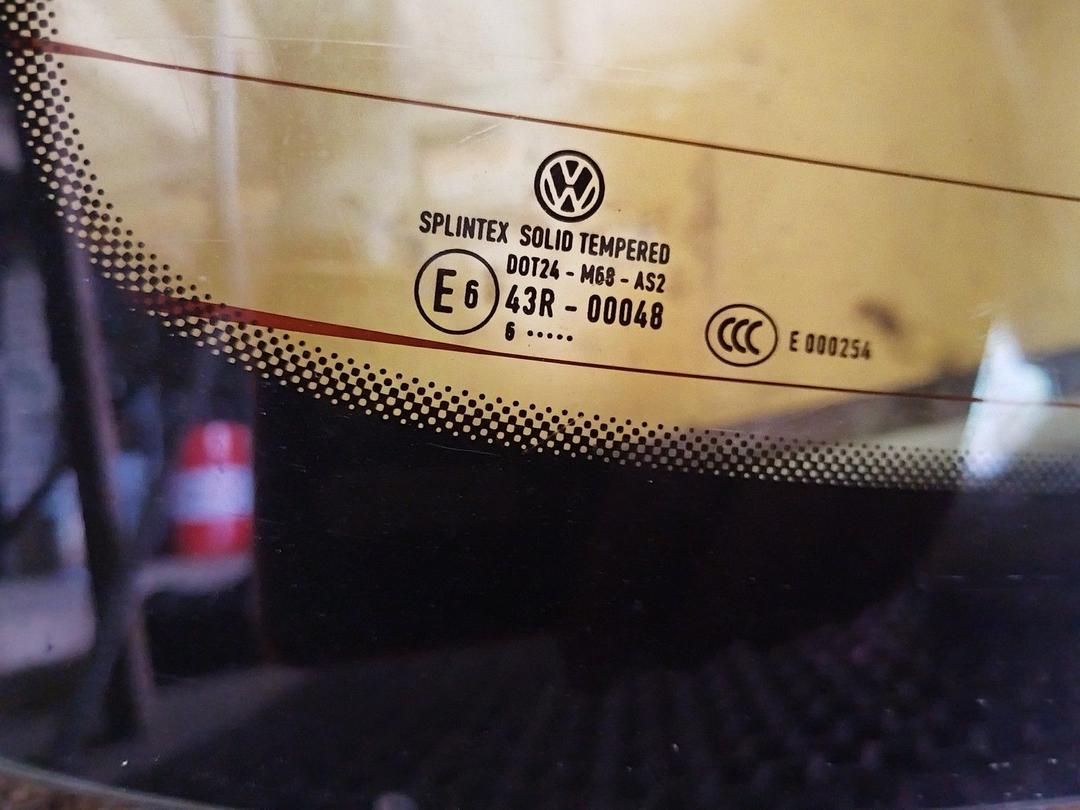 SPLINTEX SOLID TEMPERED
DOT24 - M68 - AS2
E6 43R - 00048
6 •••••
CCC E 000254